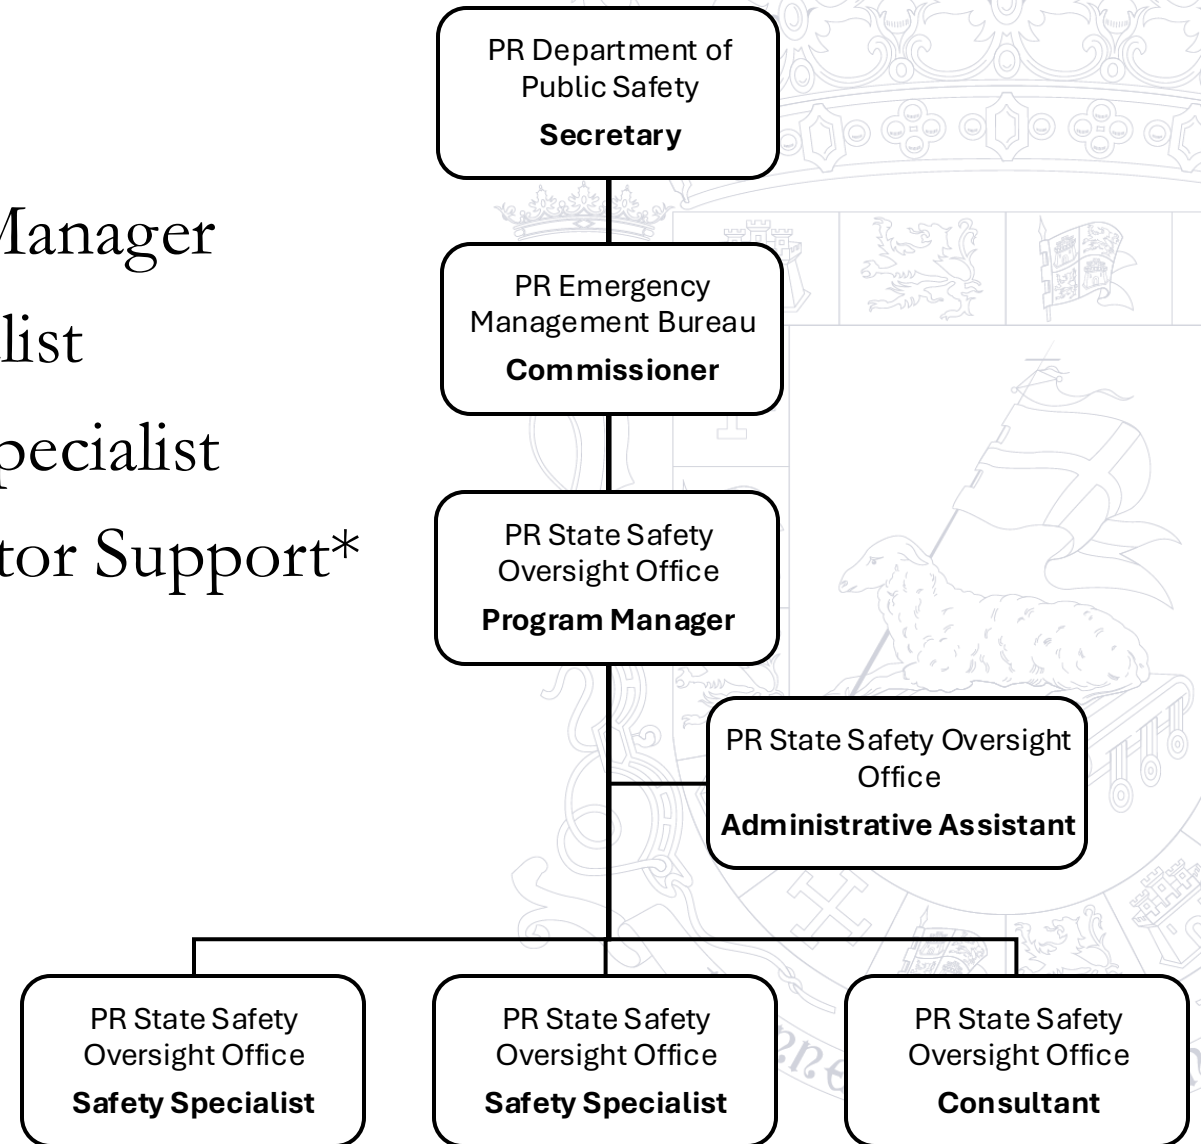 PR Department of
Public Safety
Secretary
Manager
PR Emergency
Management Bureau
Commissioner
list
pecialist
PR State Safety
Oversight Office
Program Manager
tor Support*
PR State Safety Oversight
Office
Administrative Assistant
PR State Safety
Oversight Office
Safety Specialist
PR State Safety
Oversight Office
Safety Specialist
PR State Safety
Oversight Office
Consultant